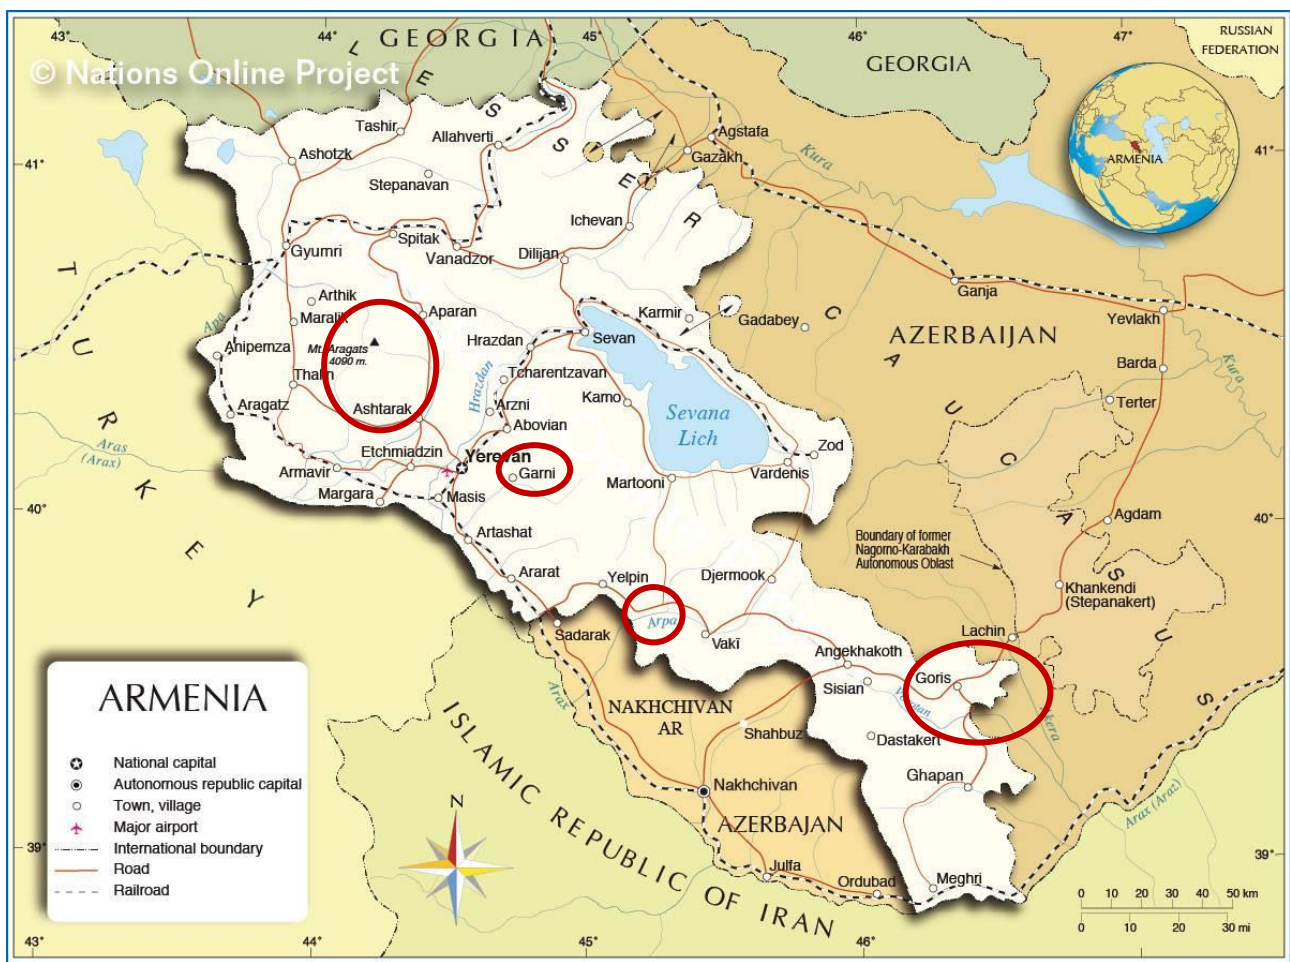 43°
44°
45°
46°
47°
GEORGIA
GEORGIA
RUSSIAN
FEDERATION
© Nations Online Project
LESSER CAUCASUS
Tashir
Allahverti
Agstafa
Gazakh
Kura
41°
41°
Ashotzk
Stepanavan
ARMENIA
Ichevan
Gyumri
Spitak
Vanadzor
Dilijan
Ganja
Arthik
Maralik
Aparan
Karmir
Gadabey
Yevlakh
Apa
Mt. Aragats
4090 m.
Hrazdan
Sevan
AZERBAIJAN
Anipemza
Barda
Kura
Thalin
Tcharentzavan
Hrazdan
Kamo
Terter
Aragatz
Ashtarak
Arzni
Sevana
Lich
Abovian
Zod
Aras
(Arax)
Etchmiadzin
Yerevan
Armavir
Garni
Martooni
Vardenis
Margara
Masis
TURKEY
40°
40°
Artashat
Agdam
Boundary of former
Nagorno-Karabakh
Autonomous Oblast
Ararat
Yelpin
Djermook
Khankendi
(Stepanakert)
Arpa
Sadarak
Vakī
Lachin
Angekhakoth
Goris
Sisian
Arax
NAKHCHIVAN
AR
Shahbuz
Dastakert
Ghapan
Nakhchivan
Arax (Araz)
AZERBAJAN
ISLAMIC REPUBLIC OF IRAN
39°
39°
Julfa
Ordubad
Meghri
ARMENIA
National capital
Autonomous republic capital
Town, village
Major airport
International boundary
Road
Railroad
N
0 10 20 30 40 50 km
0 10 20 30 mi
43°
44°
45°
46°